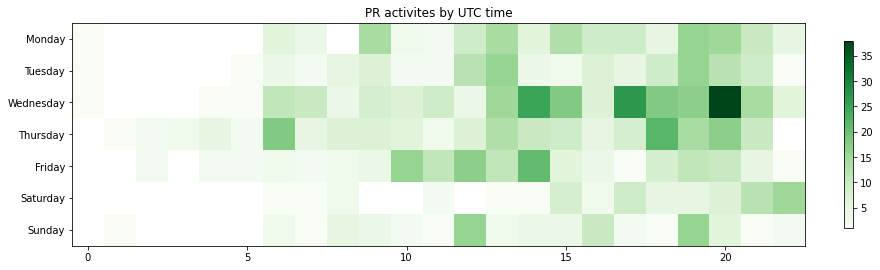 PR activites by UTC time
Monday
Tuesday
Wednesday
Thursday
Friday
Saturday
Sunday
0 5 10 15 20
35
30
25
20
15
10
5